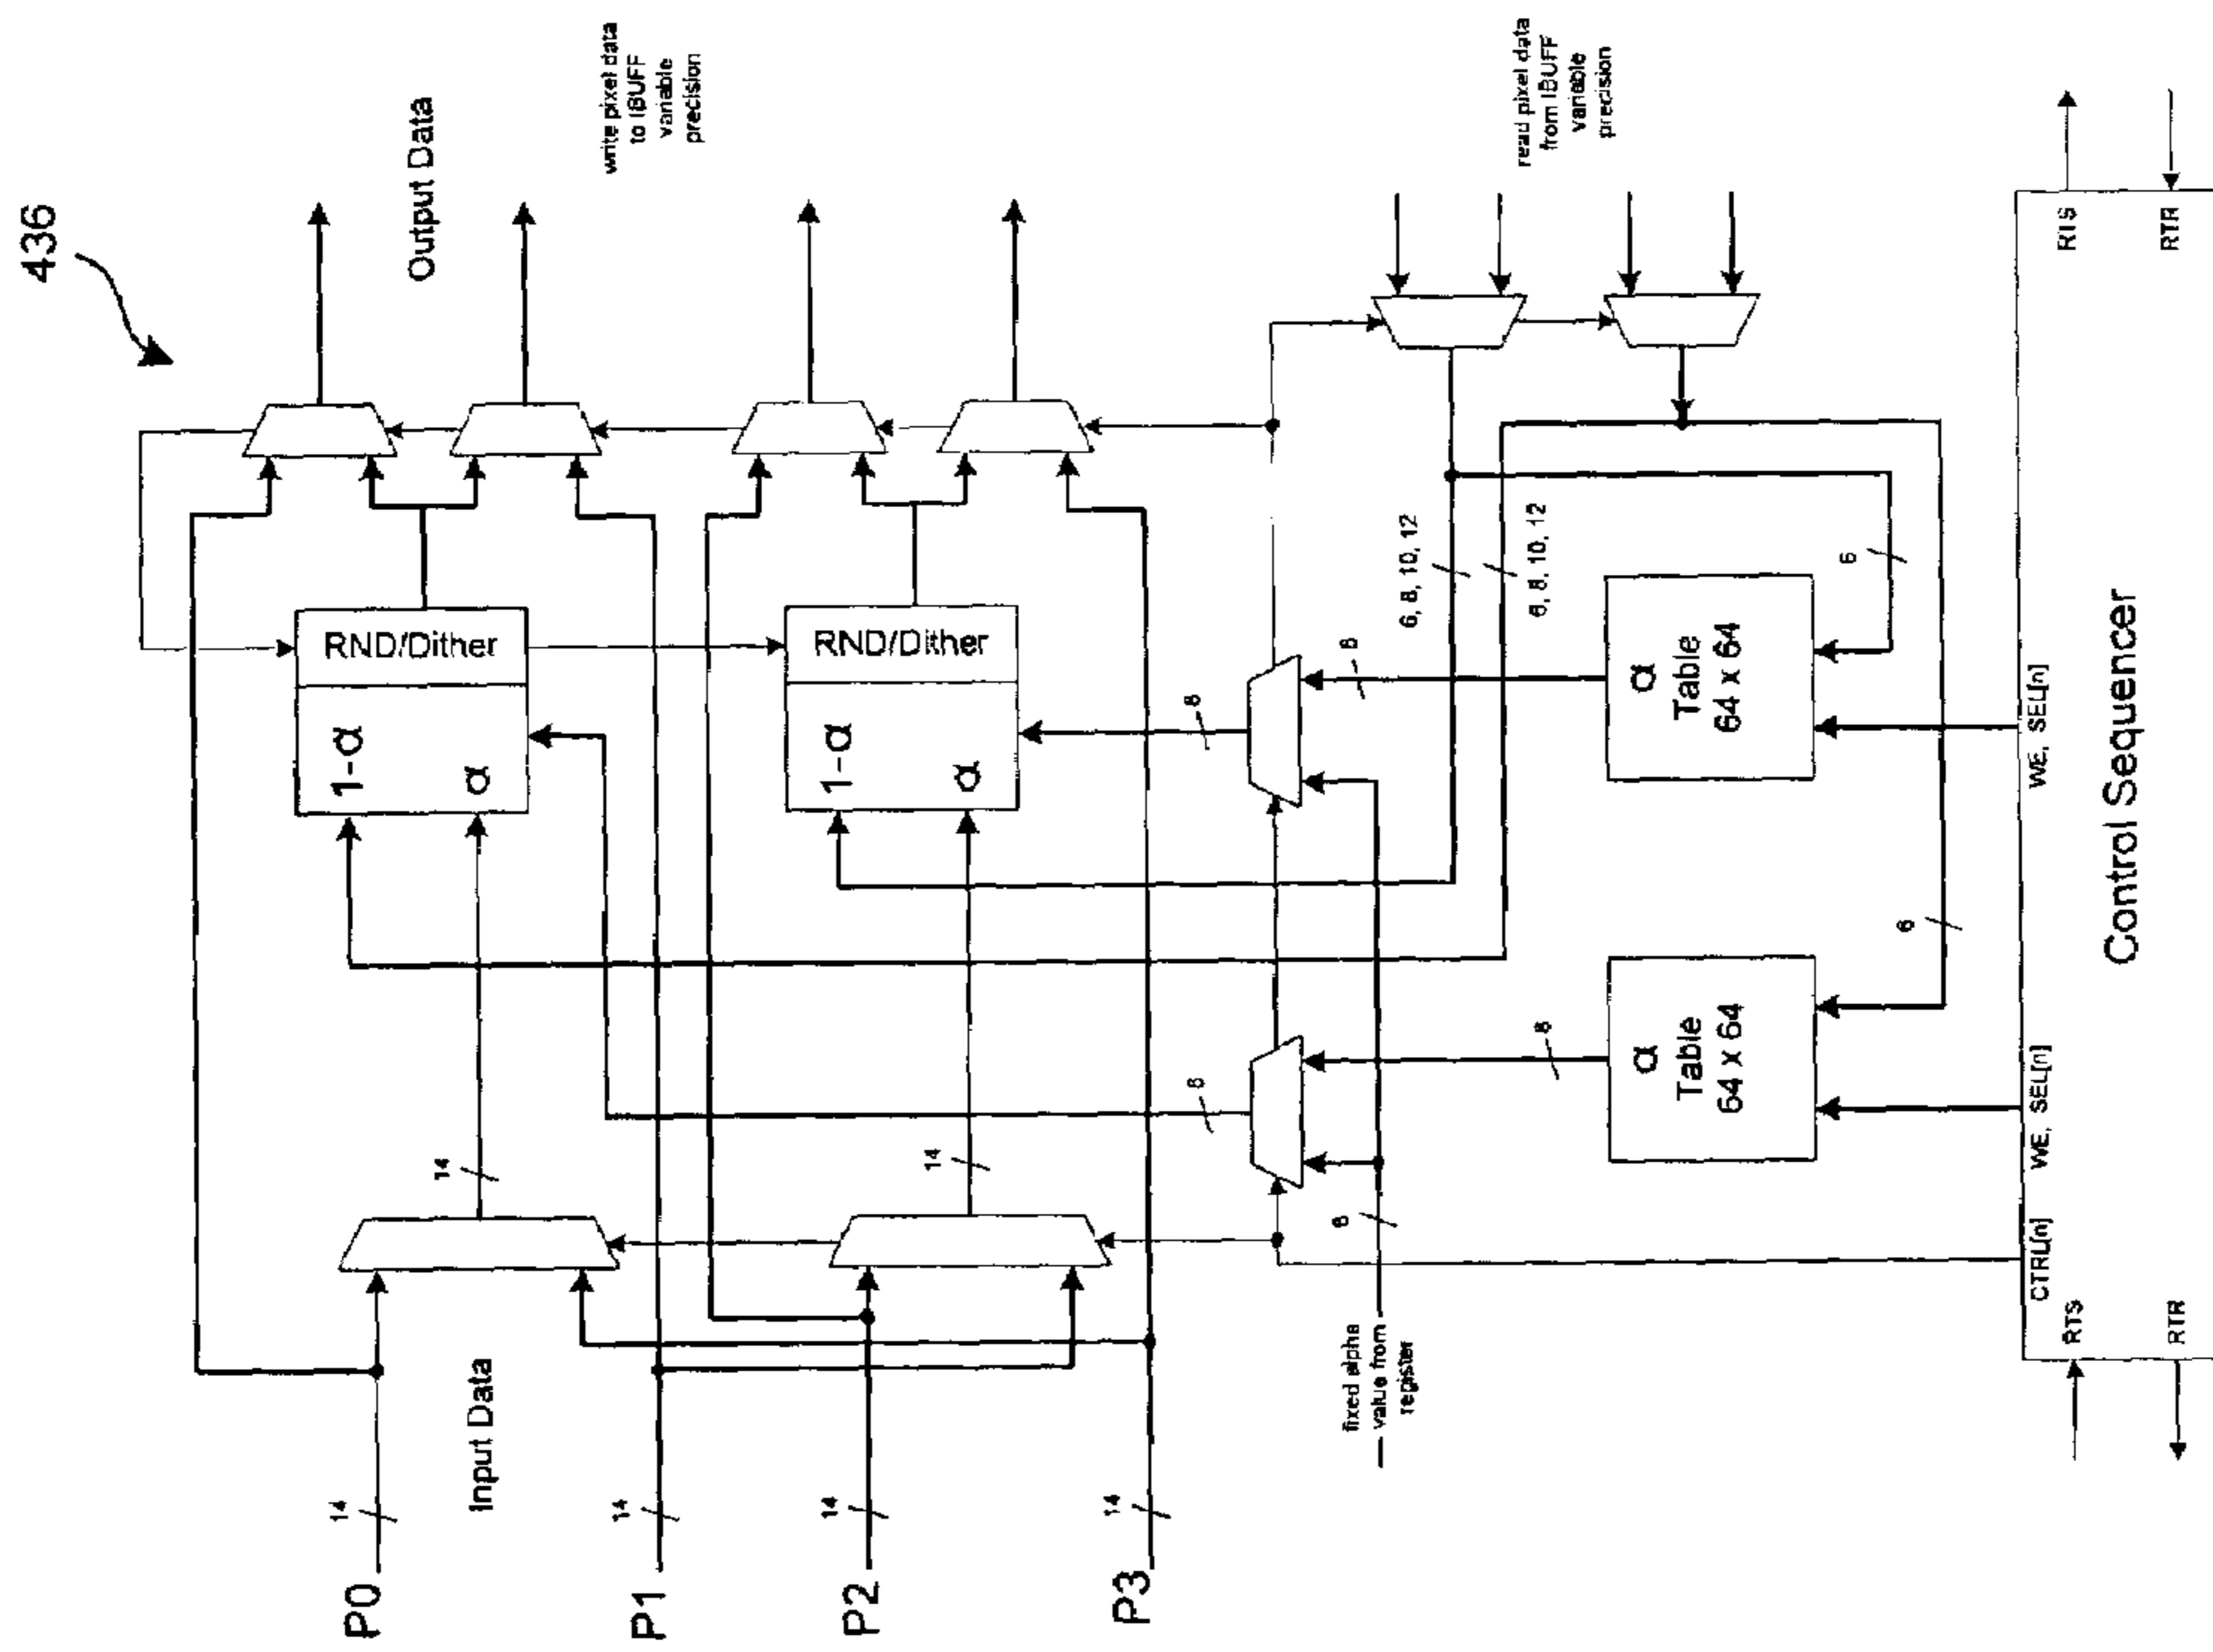 436
P0
14
1-α
RND/Dither
Output Data
Input Data
14
α
write pixel data
to IBUFF
variable
precision
P1
14
P2
14
1-α
RND/Dither
14
α
P3
14
8
8
fixed alpha
value from
register
6
8
6, 8, 10, 12
6, 8, 10, 12
read pixel data
from IBUFF
variable
precision
8
α
Table
64 x 64
α
Table
64 x 64
6
6
CTRL[n]
WE, SEL[n]
WE, SEL[n]
RTS
RTS
Control Sequencer
RTR
RTR